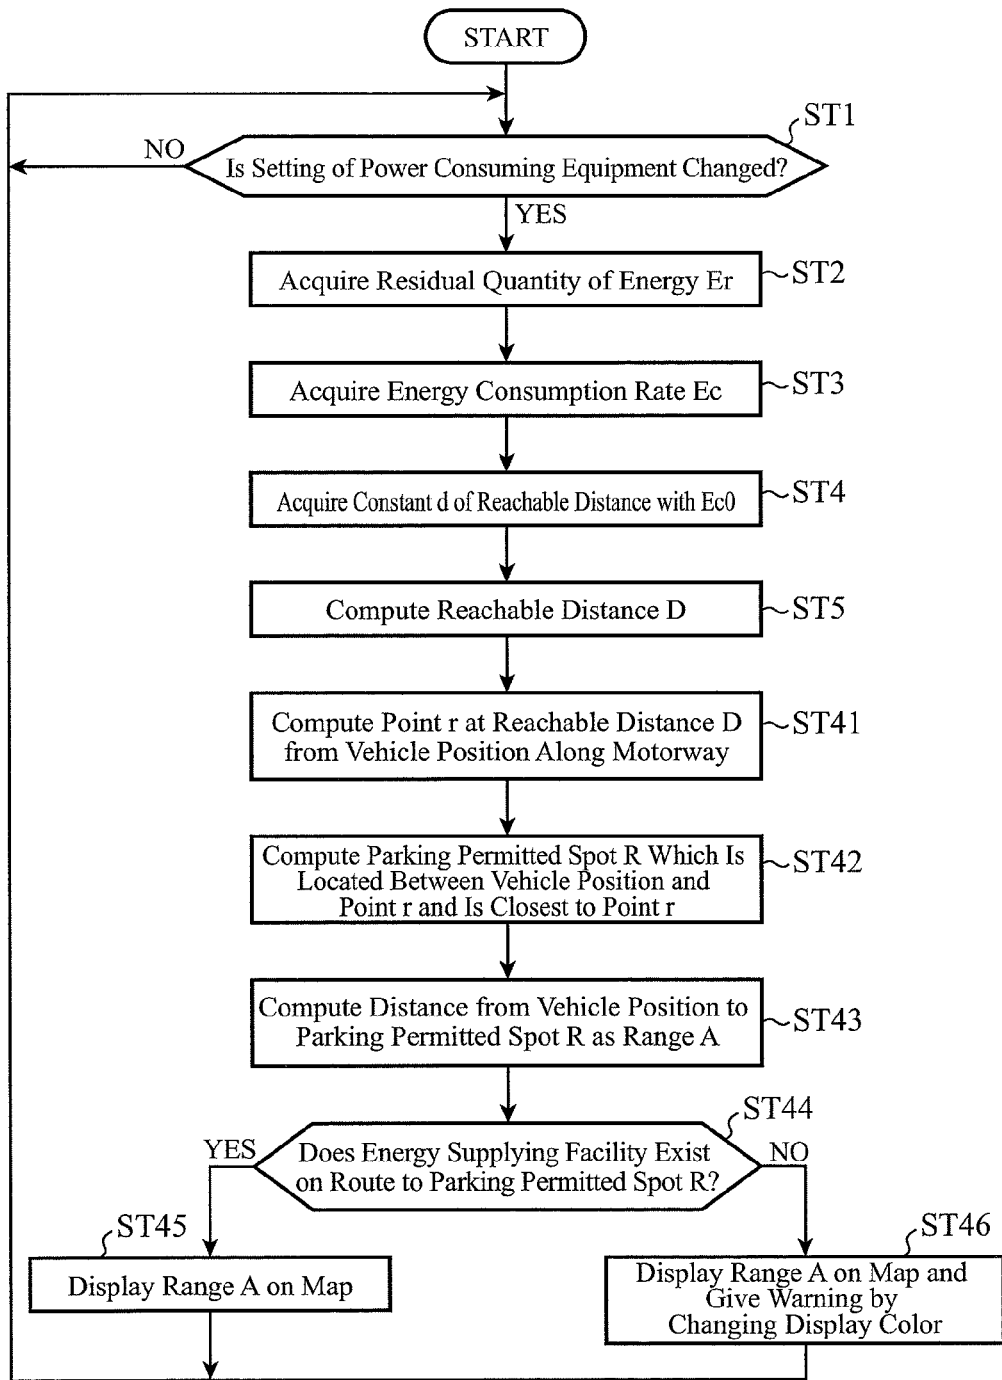 START
ST1
NO
Is Setting of Power Consuming Equipment Changed?
YES
Acquire Residual Quantity of Energy Er
ST2
Acquire Energy Consumption Rate Ec
ST3
Acquire Constant d of Reachable Distance with Ec0
ST4
Compute Reachable Distance D
ST5
Compute Point r at Reachable Distance D
from Vehicle Position Along Motorway
ST41
Compute Parking Permitted Spot R Which Is
Located Between Vehicle Position and
Point r and Is Closest to Point r
ST42
Compute Distance from Vehicle Position to
Parking Permitted Spot R as Range A
ST43
ST44
YES
Does Energy Supplying Facility Exist
on Route to Parking Permitted Spot R?
NO
ST45
Display Range A on Map
ST46
Display Range A on Map and
Give Warning by
Changing Display Color